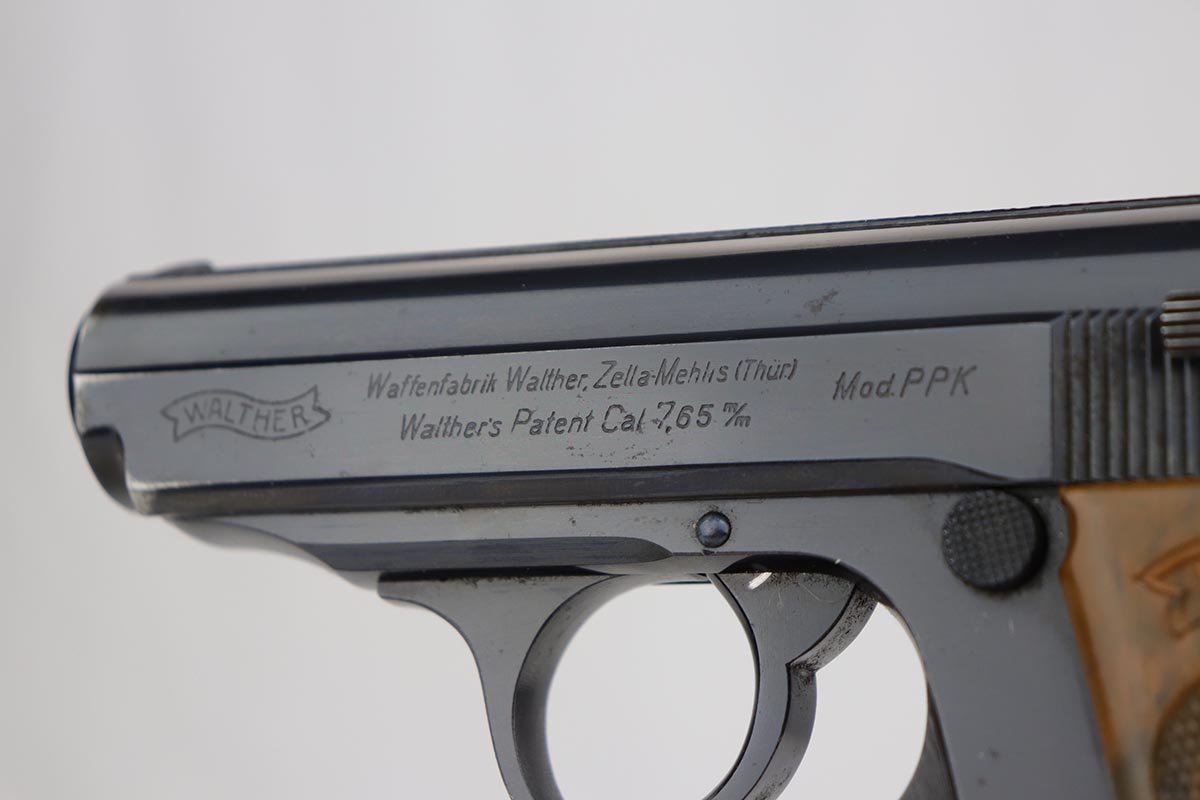 WALTHER
Waffenfabrik Walther, Zella-Mehlis (Thür.)
Walther's Patent Cal. 7,65 m/m
Mod. PPK